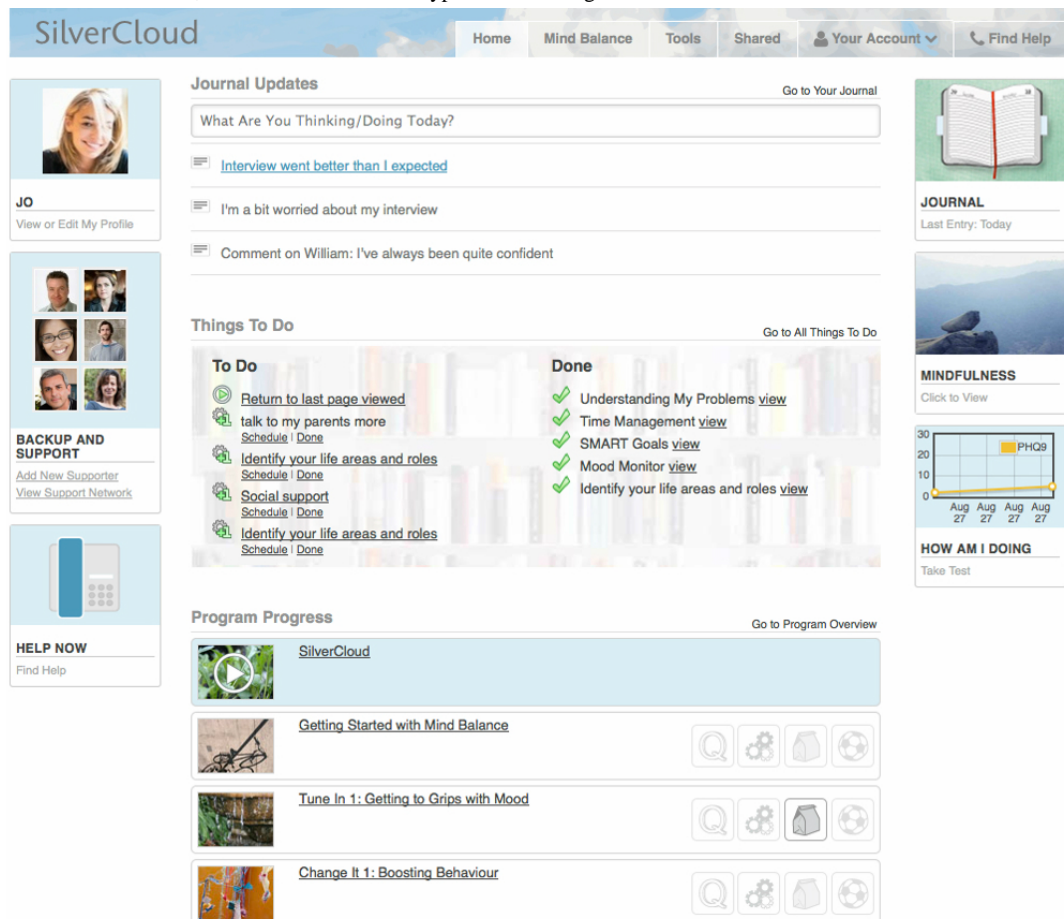 SilverCloud
Home
Mind Balance
Tools
Shared
Your Account
Find Help
JO
View or Edit My Profile
BACKUP AND
SUPPORT
Add New Supporter
View Support Network
HELP NOW
Find Help
Journal Updates
Go to Your Journal
What Are You Thinking/Doing Today?
Interview went better than I expected
I'm a bit worried about my interview
Comment on William: I've always been quite confident
Things To Do
Go to All Things To Do
To Do
Return to last page viewed
talk to my parents more
Schedule | Done
Identify your life areas and roles
Schedule | Done
Social support
Schedule | Done
Identify your life areas and roles
Schedule | Done
Done
Understanding My Problems view
Time Management view
SMART Goals view
Mood Monitor view
Identify your life areas and roles view
Program Progress
Go to Program Overview
SilverCloud
Getting Started with Mind Balance
Q
Tune In 1: Getting to Grips with Mood
Q
Change It 1: Boosting Behaviour
Q
JOURNAL
Last Entry: Today
MINDFULNESS
Click to View
30
20
10
0
PHQ9
Aug Aug Aug Aug
27 27 27 27
HOW AM I DOING
Take Test